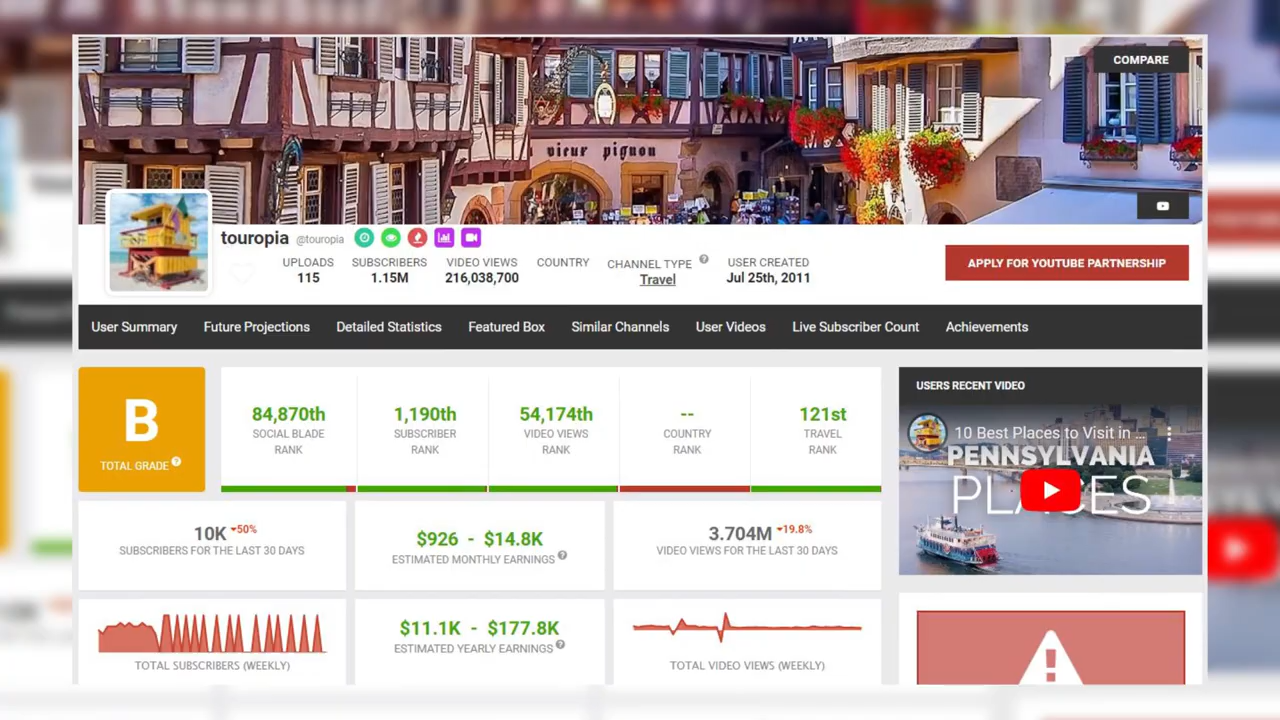 COMPARE
vieux pignon
touropia @touropia
UPLOADS
115
SUBSCRIBERS
1.15M
VIDEO VIEWS
216,038,700
COUNTRY
CHANNEL TYPE
Travel
USER CREATED
Jul 25th, 2011
APPLY FOR YOUTUBE PARTNERSHIP
User Summary Future Projections Detailed Statistics Featured Box Similar Channels User Videos Live Subscriber Count Achievements
B
TOTAL GRADE
84,870th
SOCIAL BLADE
RANK
1,190th
SUBSCRIBER
RANK
54,174th
VIDEO VIEWS
RANK
--
COUNTRY
RANK
121st
TRAVEL
RANK
USERS RECENT VIDEO
10 Best Places to Visit in ...
PENNSYLVANIA
PLACES
10K 50%
SUBSCRIBERS FOR THE LAST 30 DAYS
$926 - $14.8K
ESTIMATED MONTHLY EARNINGS
3.704M 19.8%
VIDEO VIEWS FOR THE LAST 30 DAYS
TOTAL SUBSCRIBERS (WEEKLY)
$11.1K - $177.8K
ESTIMATED YEARLY EARNINGS
TOTAL VIDEO VIEWS (WEEKLY)